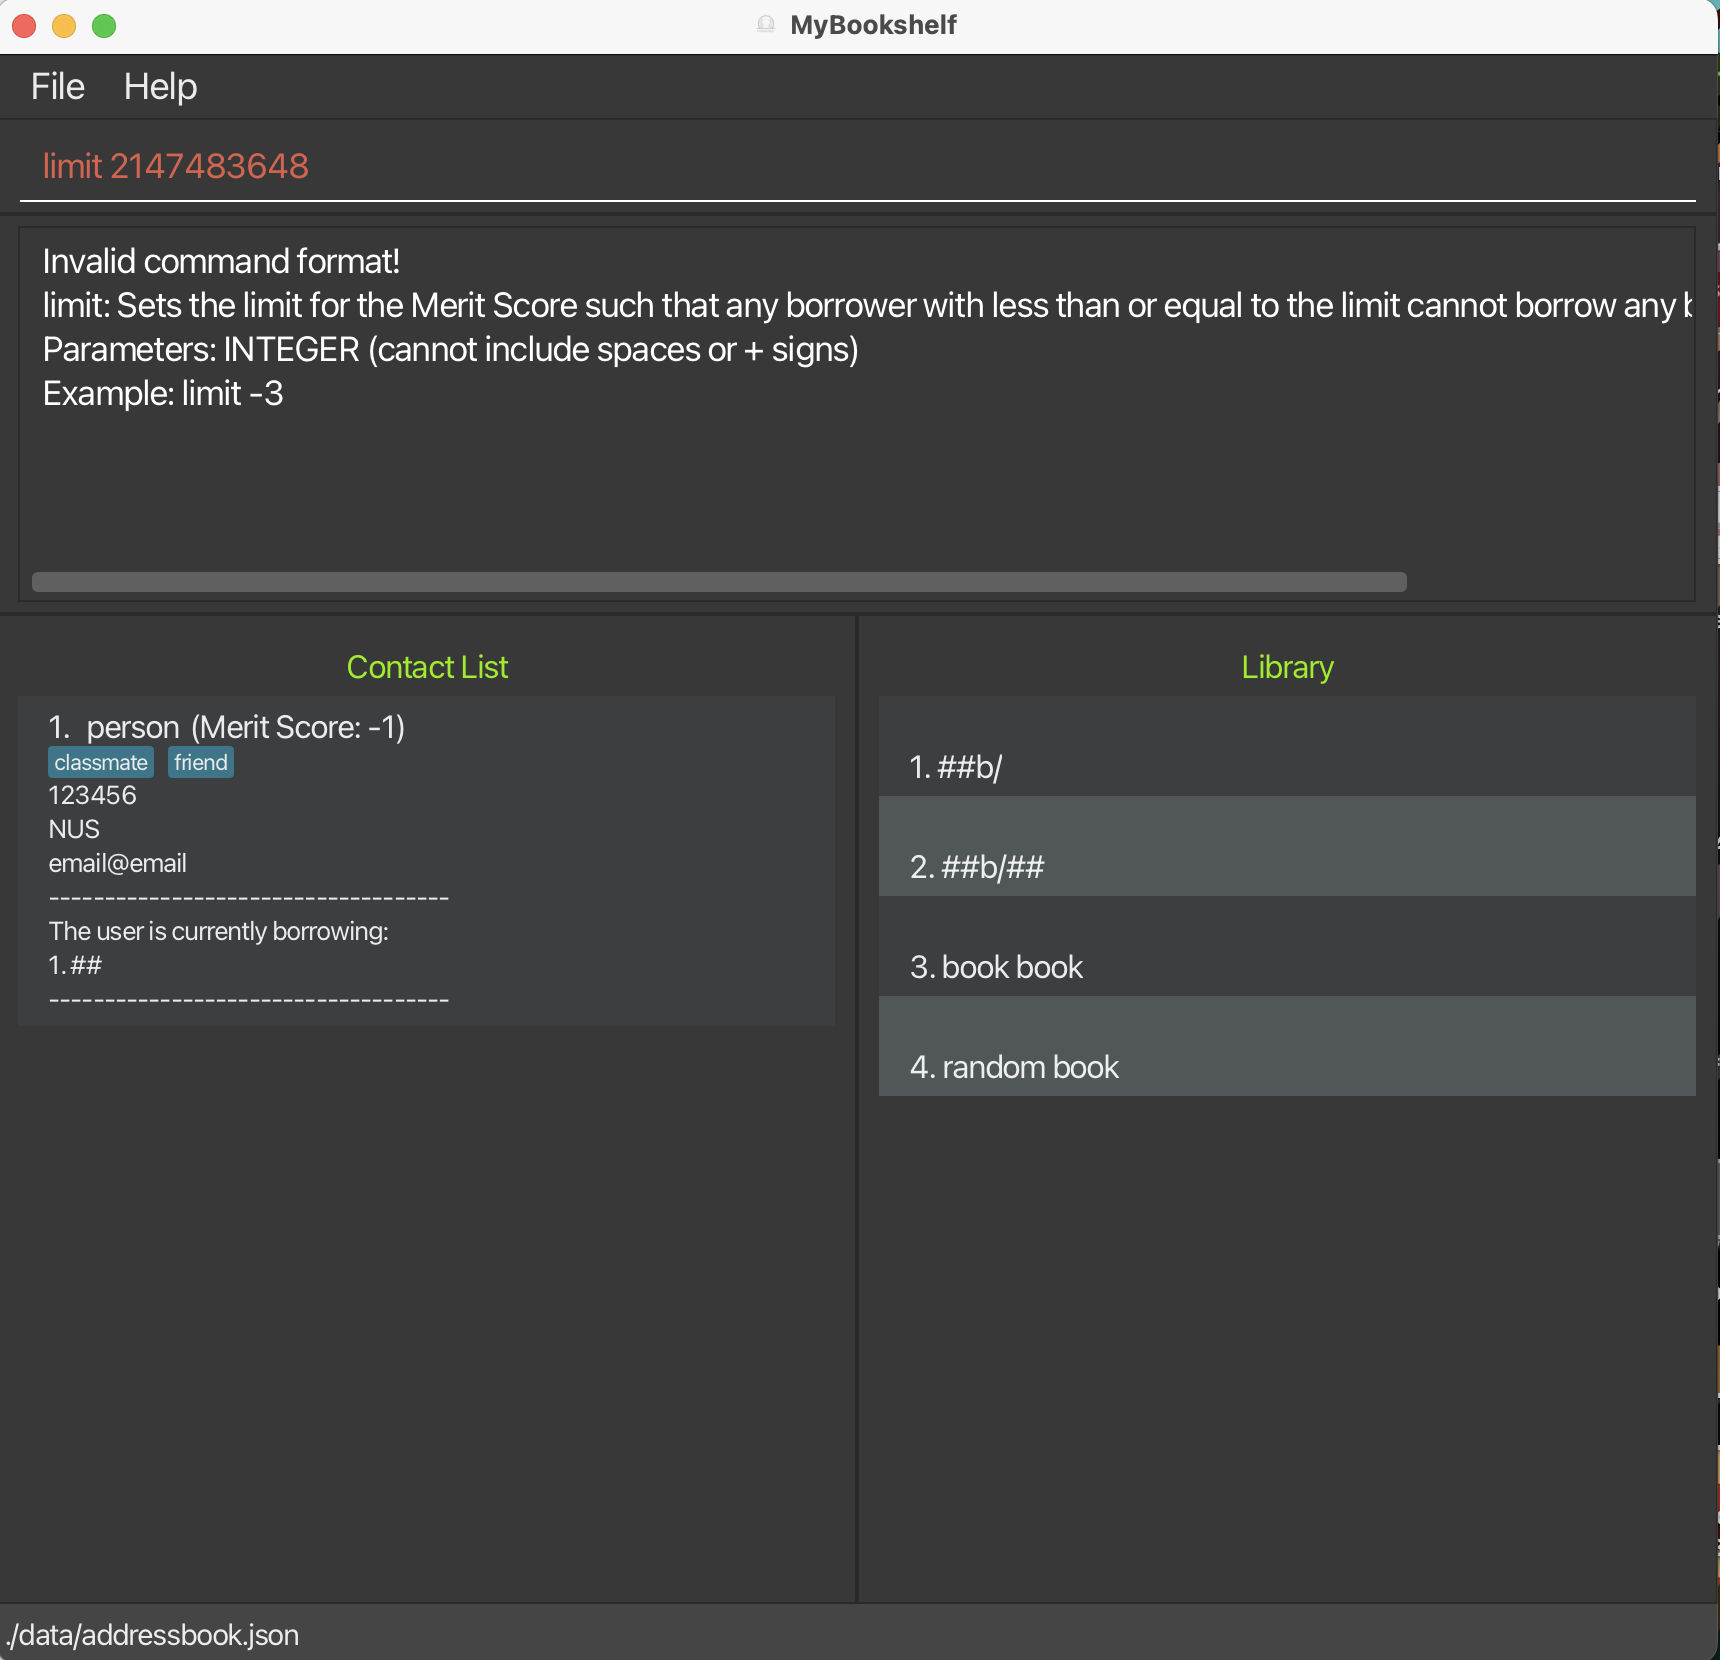 MyBookshelf
File Help
limit 2147483648
Invalid command format!
limit: Sets the limit for the Merit Score such that any borrower with less than or equal to the limit cannot borrow any
Parameters: INTEGER (cannot include spaces or + signs)
Example: limit -3
Contact List
1. person (Merit Score: -1)
classmate friend
123456
NUS
email@email
------------------------------------
The user is currently borrowing:
1. ##
------------------------------------
Library
1. ##b/
2. ##b/##
3. book book
4. random book
./data/addressbook.json